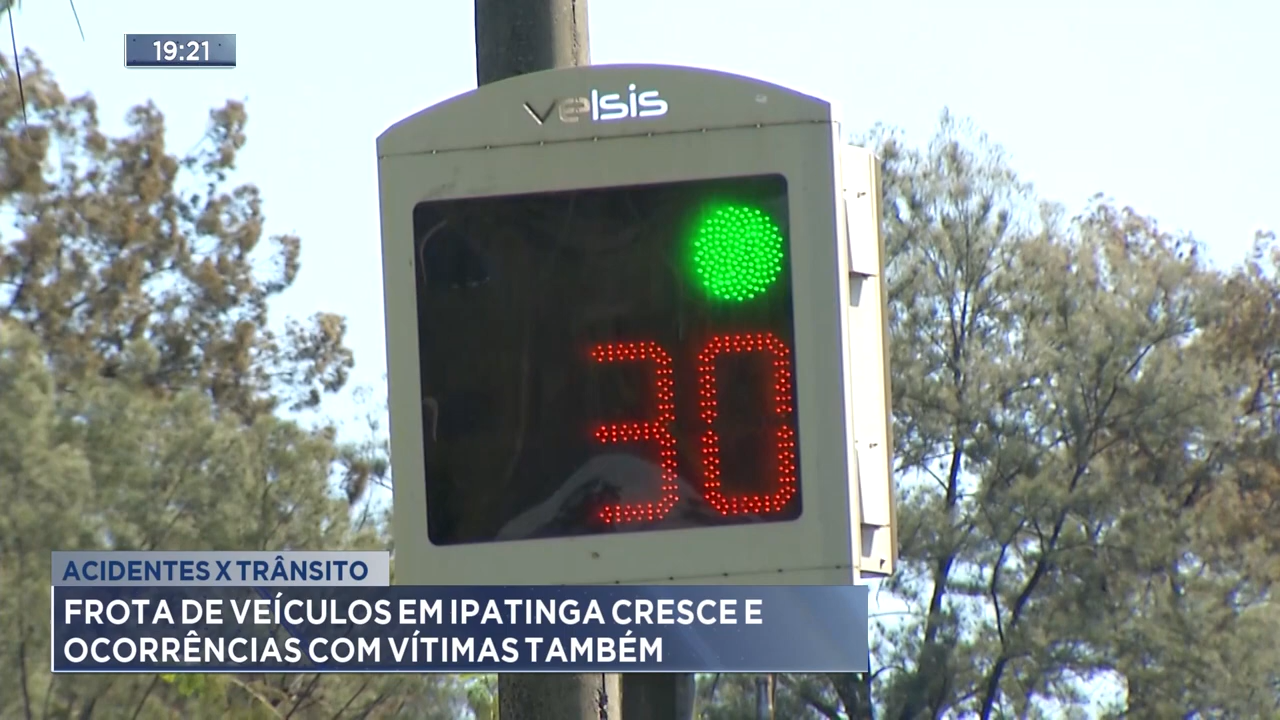 19:21
velsis
30
ACIDENTES X TRÂNSITO
FROTA DE VEÍCULOS EM IPATINGA CRESCE E
OCORRÊNCIAS COM VÍTIMAS TAMBÉM